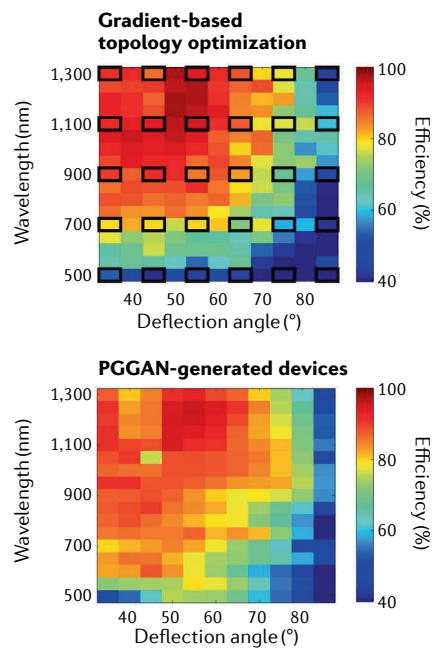 Gradient-based
topology optimization
Wavelength (nm)
1,300
1,100
900
700
500
40 50 60 70 80
Deflection angle (°)
100
80
60
40
Efficiency (%)
PGGAN-generated devices
Wavelength (nm)
1,300
1,100
900
700
500
40 50 60 70 80
Deflection angle (°)
100
80
60
40
Efficiency (%)